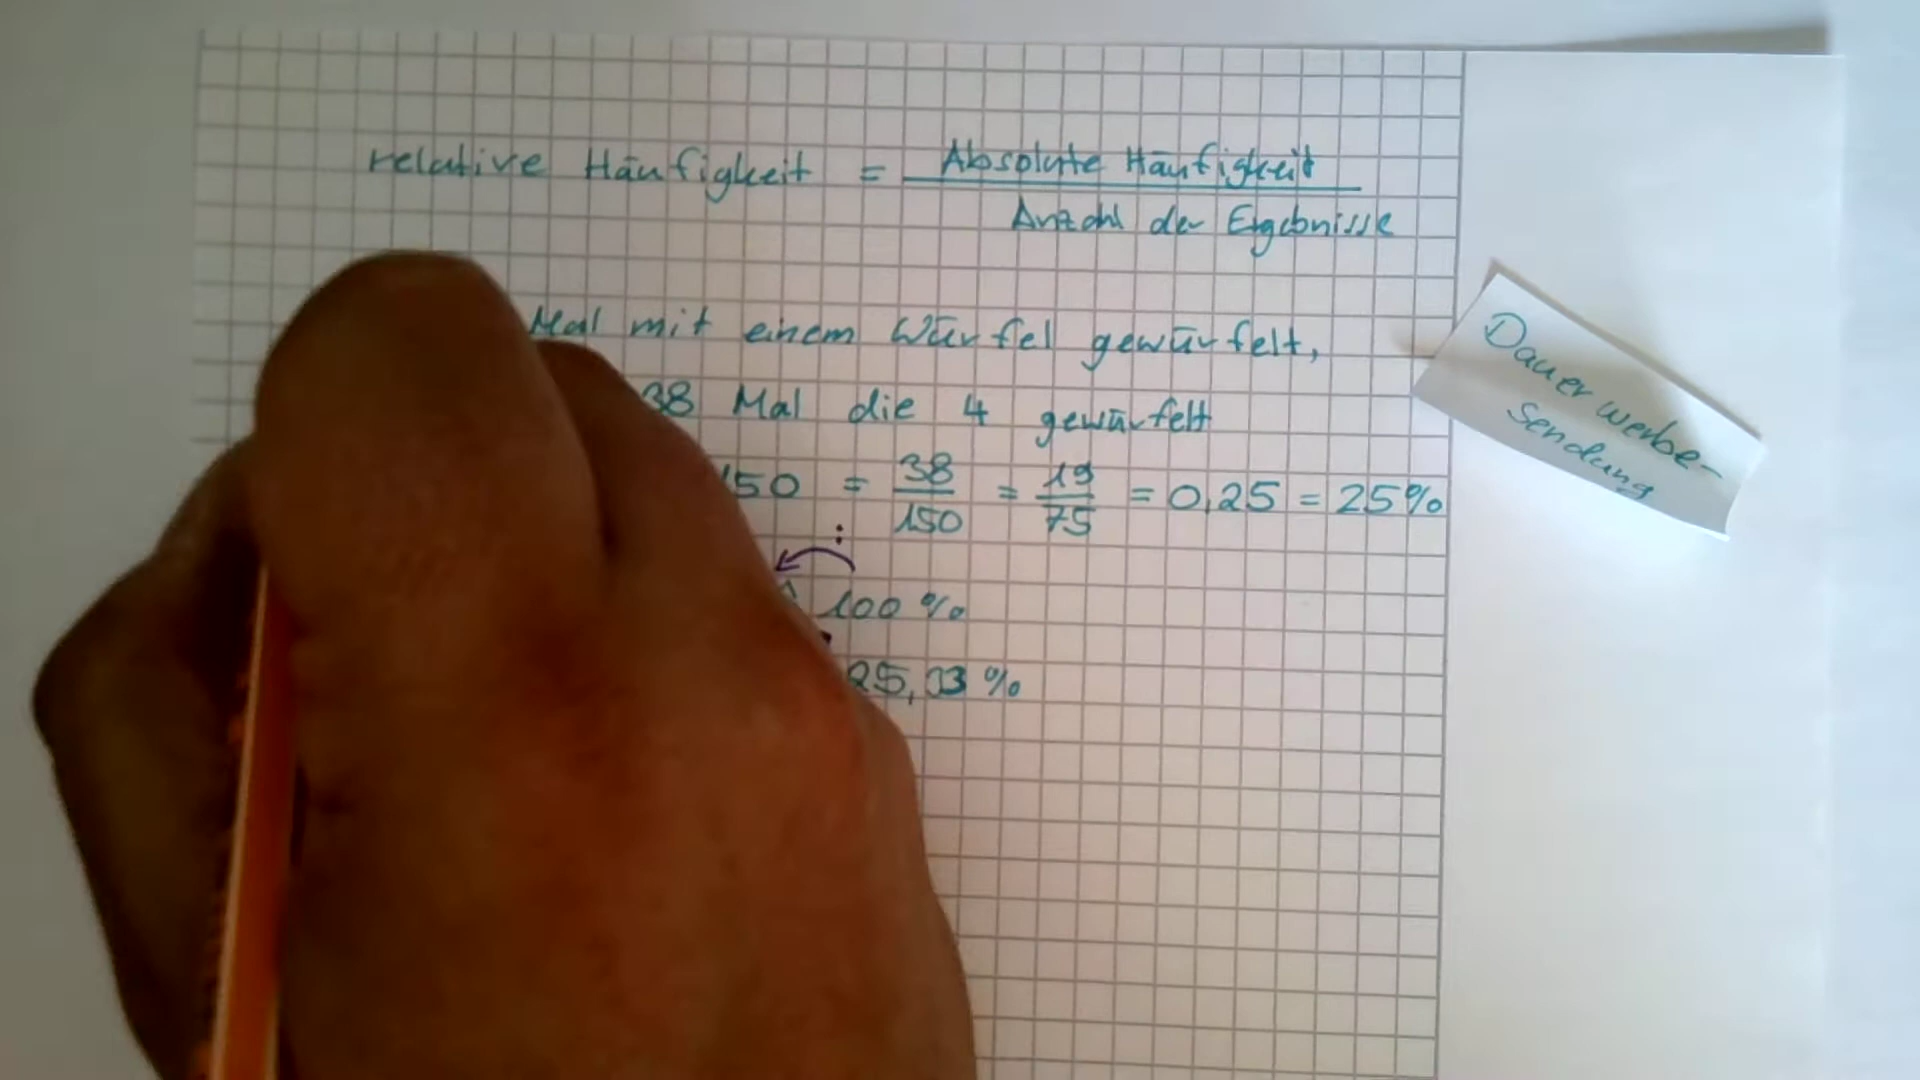 relative Häufigkeit = Absolute Häufigkeit
Anzahl der Ergebnisse
Mal mit einem Würfel gewürfelt,
38 Mal die 4 gewürfelt
150 = 38/150 = 19/75 = 0,25 = 25%
:
100 %
25,33 %
Dauerwerbe-
sendung